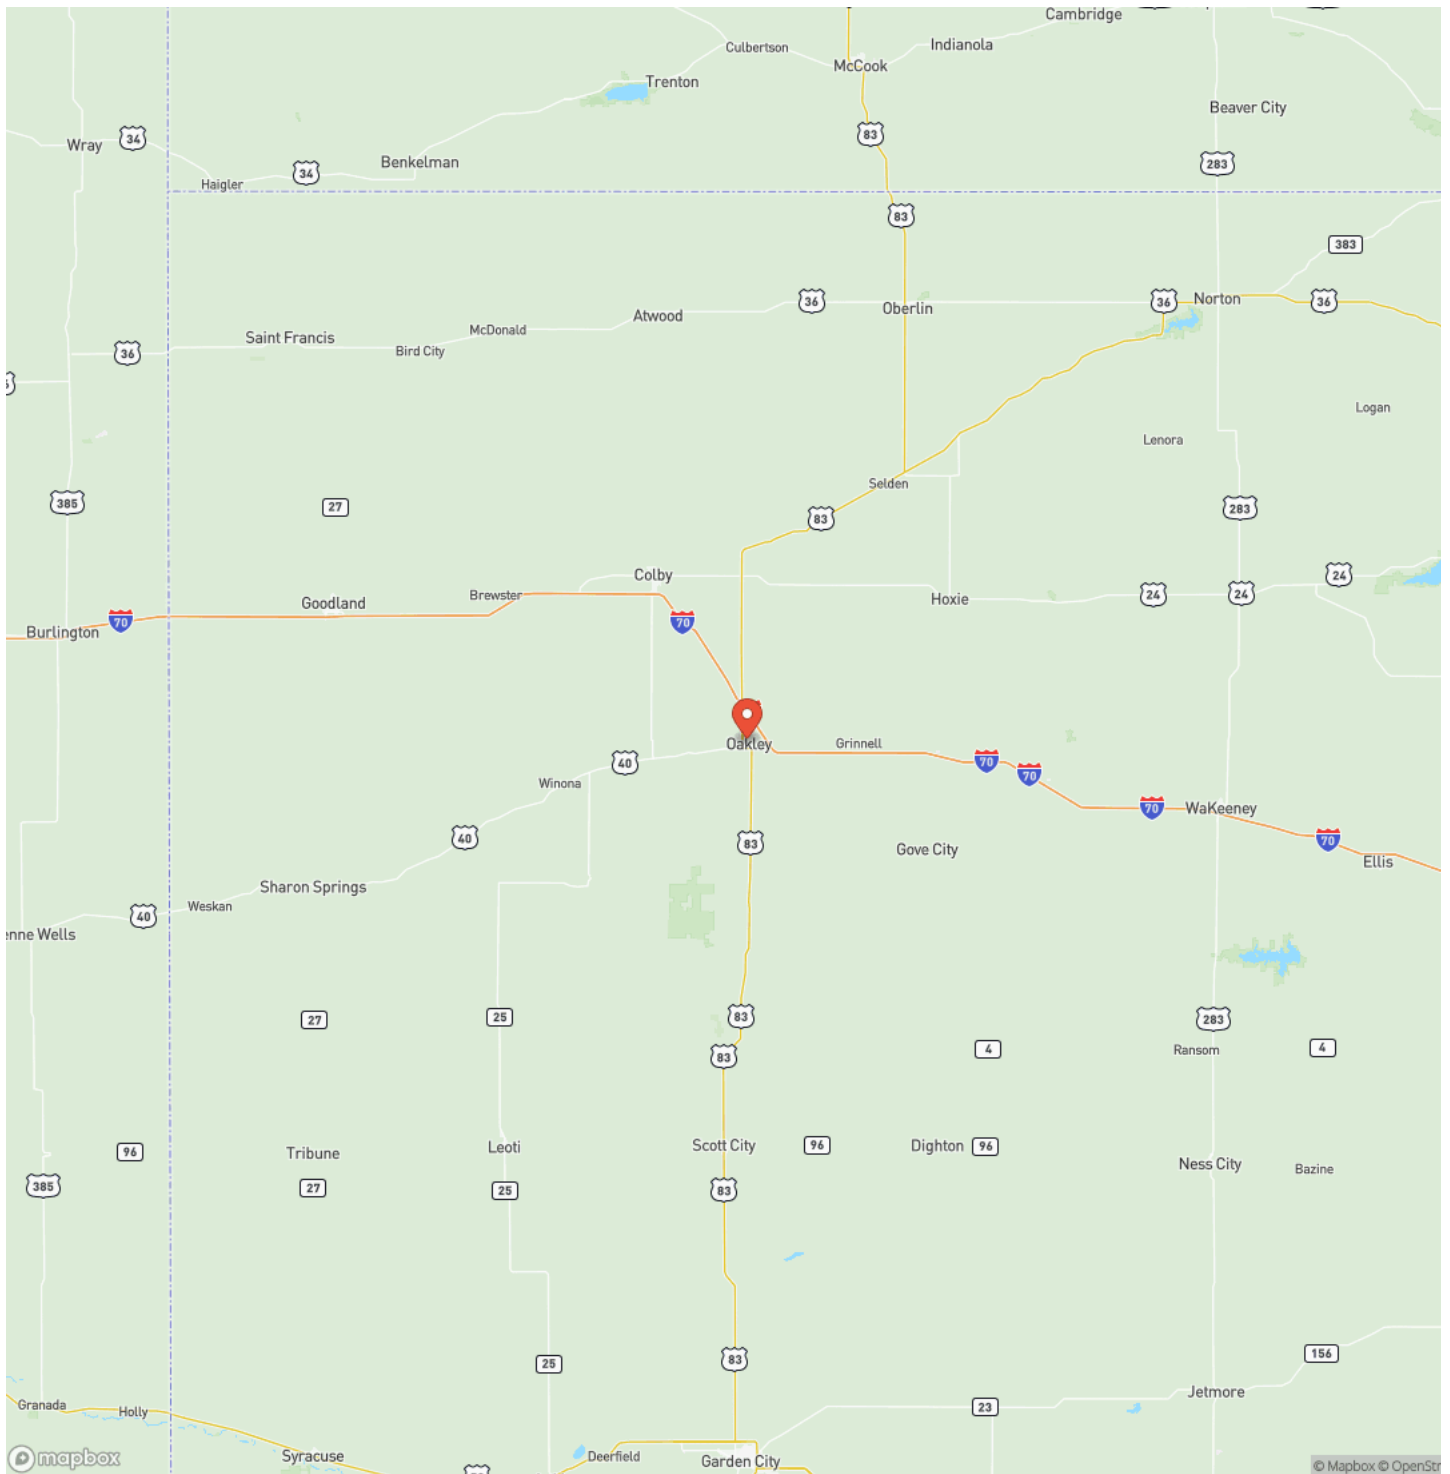 Cambridge
Culbertson
Indianola
McCook
Trenton
Beaver City
83
34
Wray
34
Benkelman
283
Haigler
83
383
36
36
Norton
36
Oberlin
Atwood
McDonald
Saint Francis
36
Bird City
Logan
Lenora
Selden
385
27
283
83
Colby
24
Brewster
Hoxie
24
24
Goodland
70
70
Burlington
Oakley
Grinnell
40
70
70
Winona
70
WaKeeney
40
83
70
Gove City
Ellis
Sharon Springs
Weskan
40
enne Wells
27
25
83
283
83
4
Ransom
4
96
Tribune
Leoti
Scott City
96
Dighton
96
Ness City
Bazine
385
27
25
83
25
83
156
Jetmore
Granada
Holly
23
mapbox
Syracuse
Deerfield
Garden City
© Mapbox © OpenStr